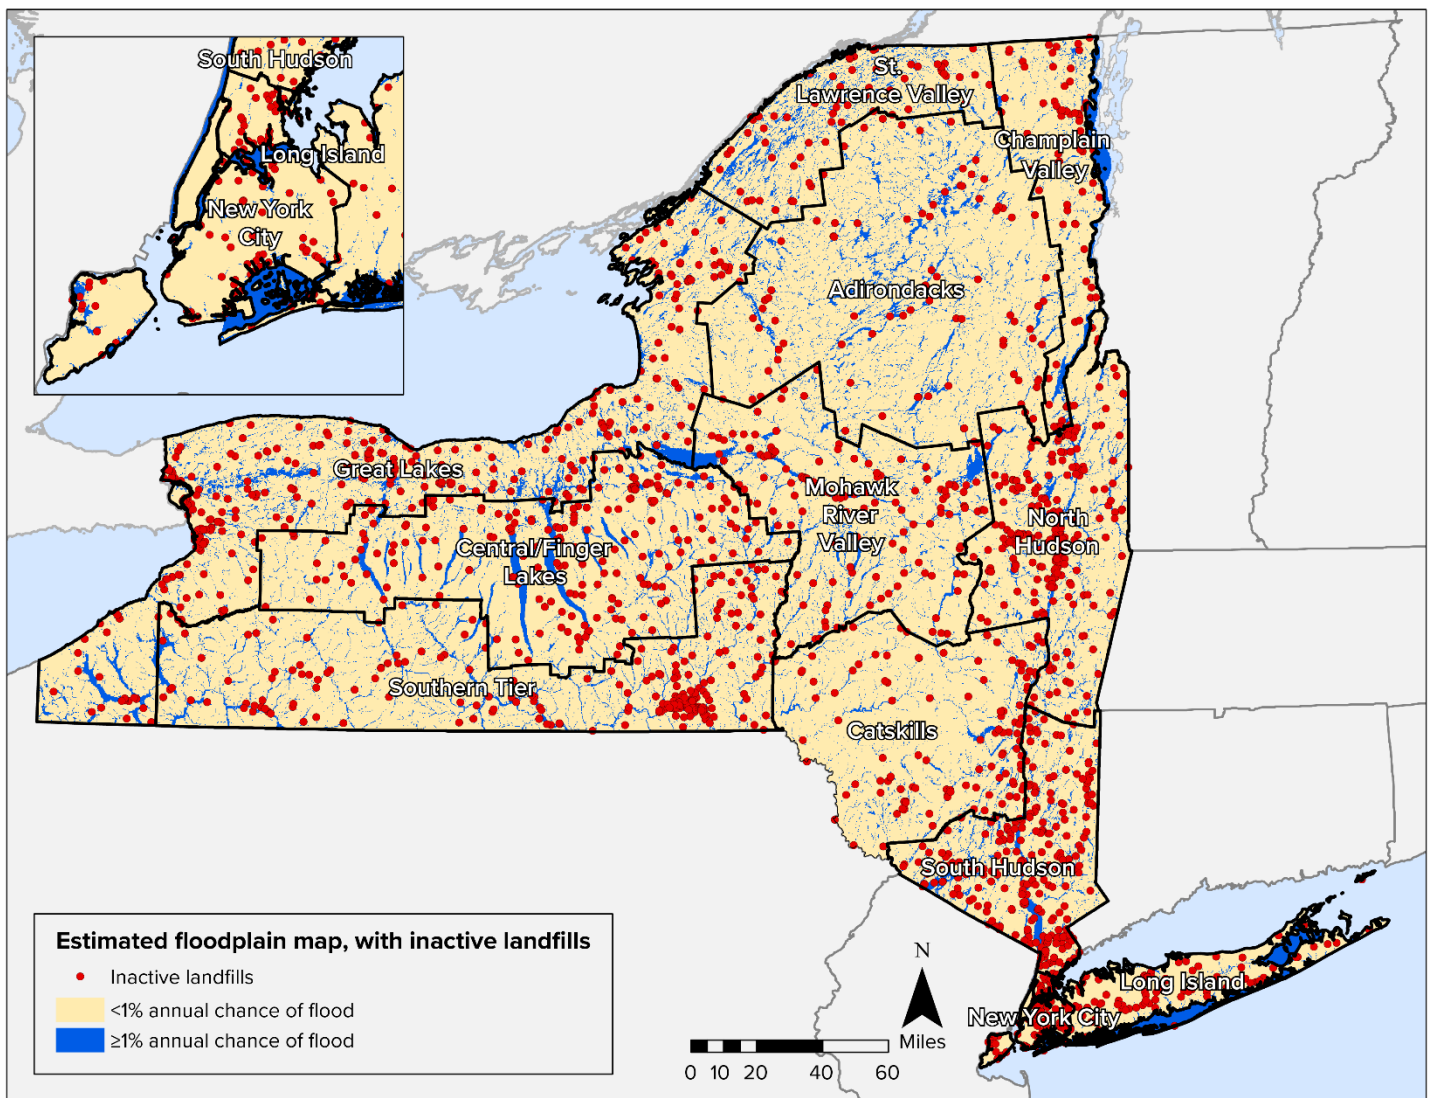 South Hudson
Long Island
New York
City
St.
Lawrence Valley
Champlain
Valley
Adirondacks
Great Lakes
Mohawk
River
Valley
North
Hudson
Central/Finger
Lakes
Southern Tier
Catskills
South Hudson
Long Island
New York City
Estimated floodplain map, with inactive landfills
Inactive landfills
<1% annual chance of flood
≥1% annual chance of flood
N
Miles
0 10 20 40 60